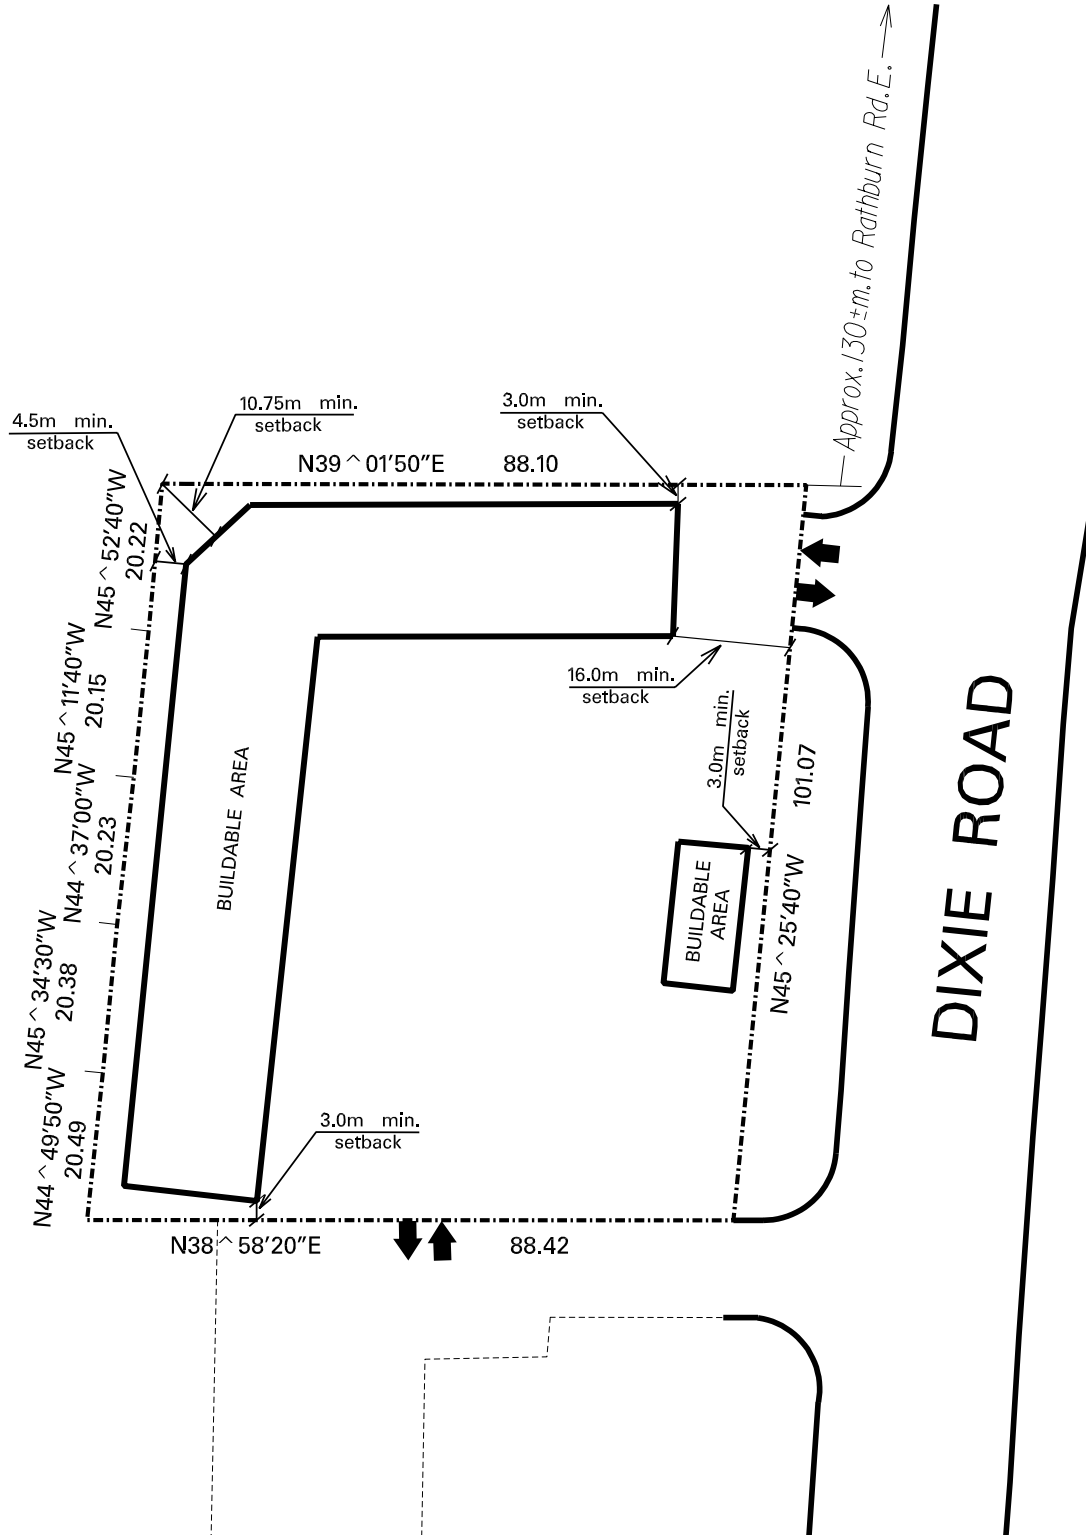 Approx.130±m.to Rathburn Rd.E.
10.75m min.
setback
3.0m min.
setback
4.5m min.
setback
N39^01'50"E 88.10
N45^52'40"W
20.22
N45^11'40"W
20.15
16.0m min.
setback
3.0m min.
setback
101.07
DIXIE ROAD
N44^37'00"W
20.23
BUILDABLE AREA
BUILDABLE
AREA
N45^25'40"W
N45^34'30"W
20.38
N44^49'50"W
20.49
3.0m min.
setback
N38^58'20"E 88.42